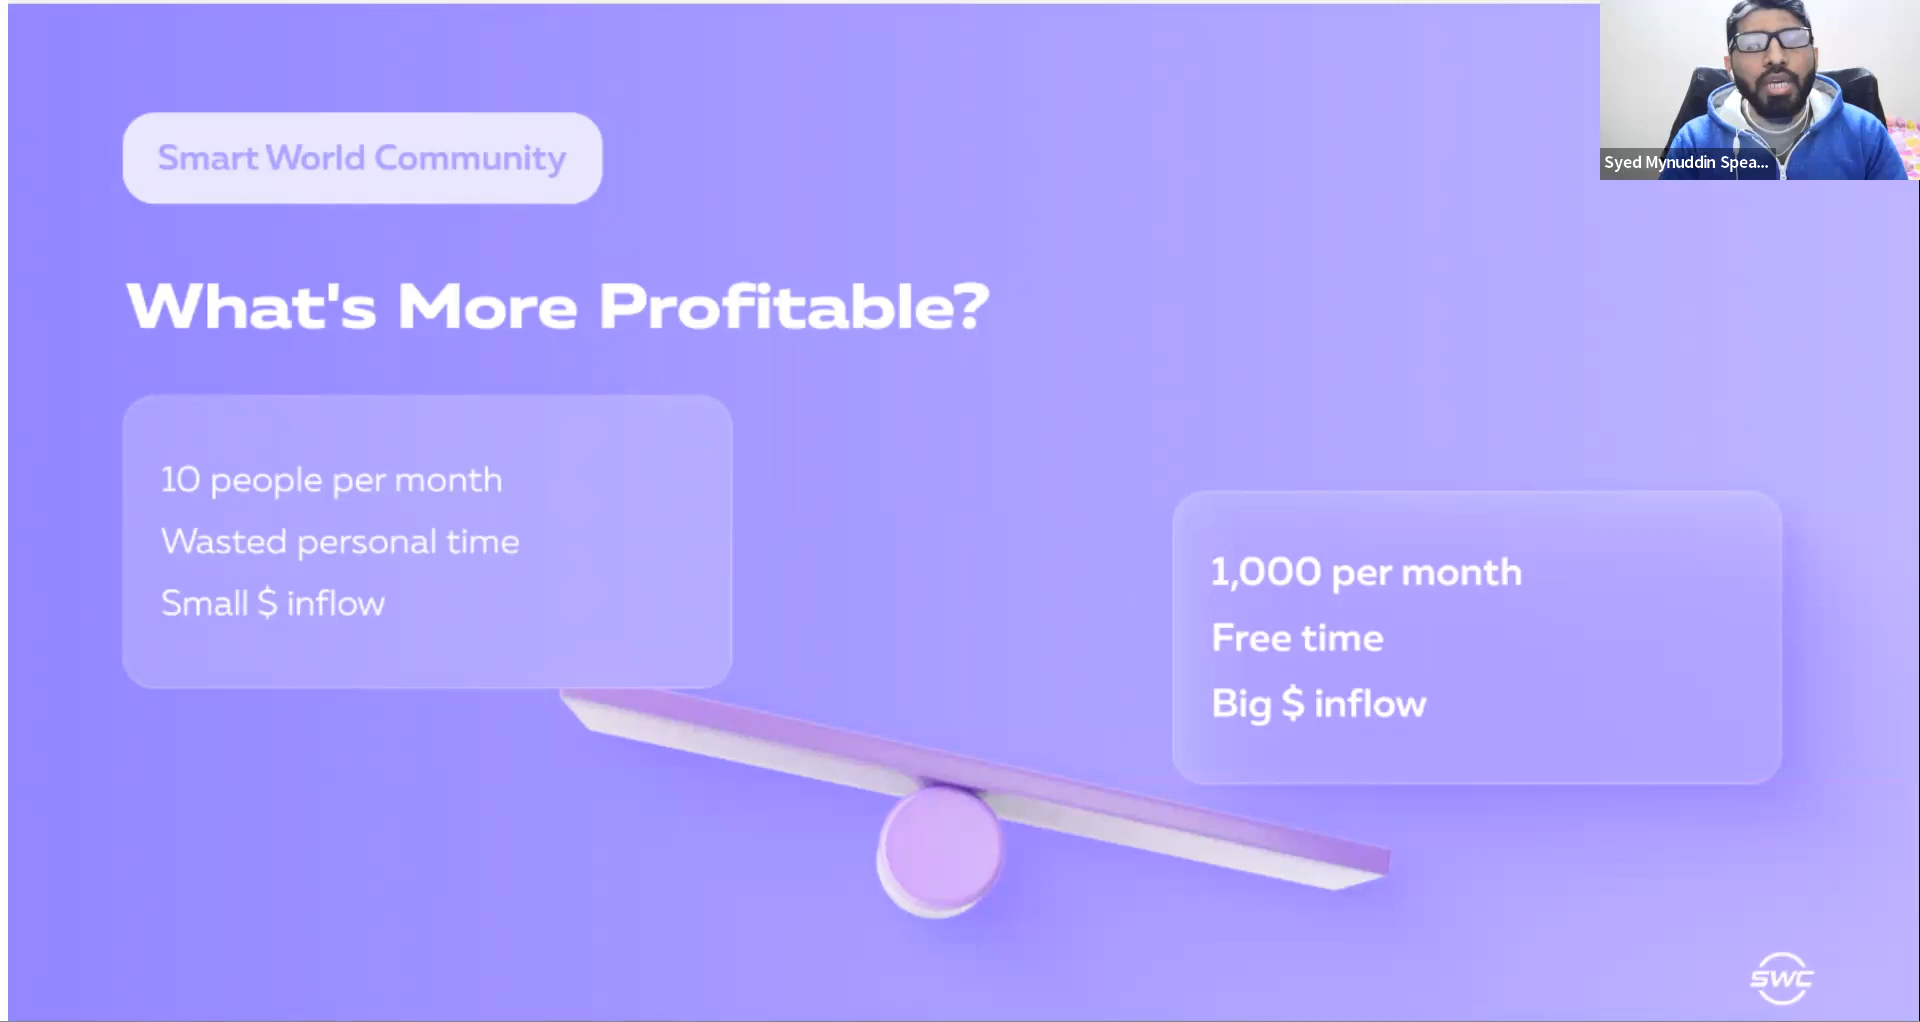 Smart World Community
What's More Profitable?
10 people per month
Wasted personal time
Small $ inflow
1,000 per month
Free time
Big $ inflow
Syed Mynuddin Spea...
SWC